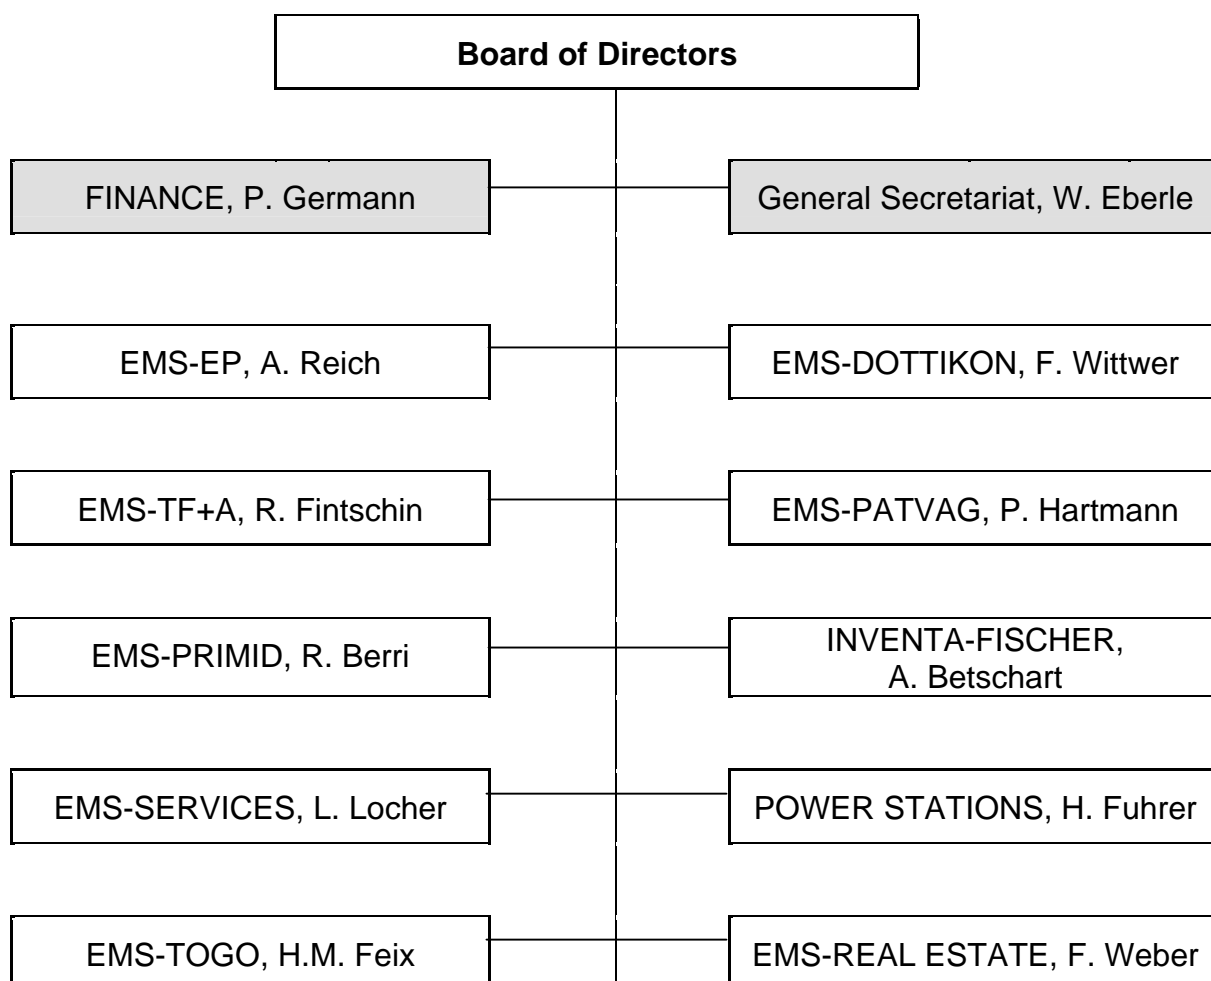 Board of Directors
FINANCE, P. Germann
General Secretariat, W. Eberle
EMS-EP, A. Reich
EMS-DOTTIKON, F. Wittwer
EMS-TF+A, R. Fintschin
EMS-PATVAG, P. Hartmann
EMS-PRIMID, R. Berri
INVENTA-FISCHER,
A. Betschart
EMS-SERVICES, L. Locher
POWER STATIONS, H. Fuhrer
EMS-TOGO, H.M. Feix
EMS-REAL ESTATE, F. Weber